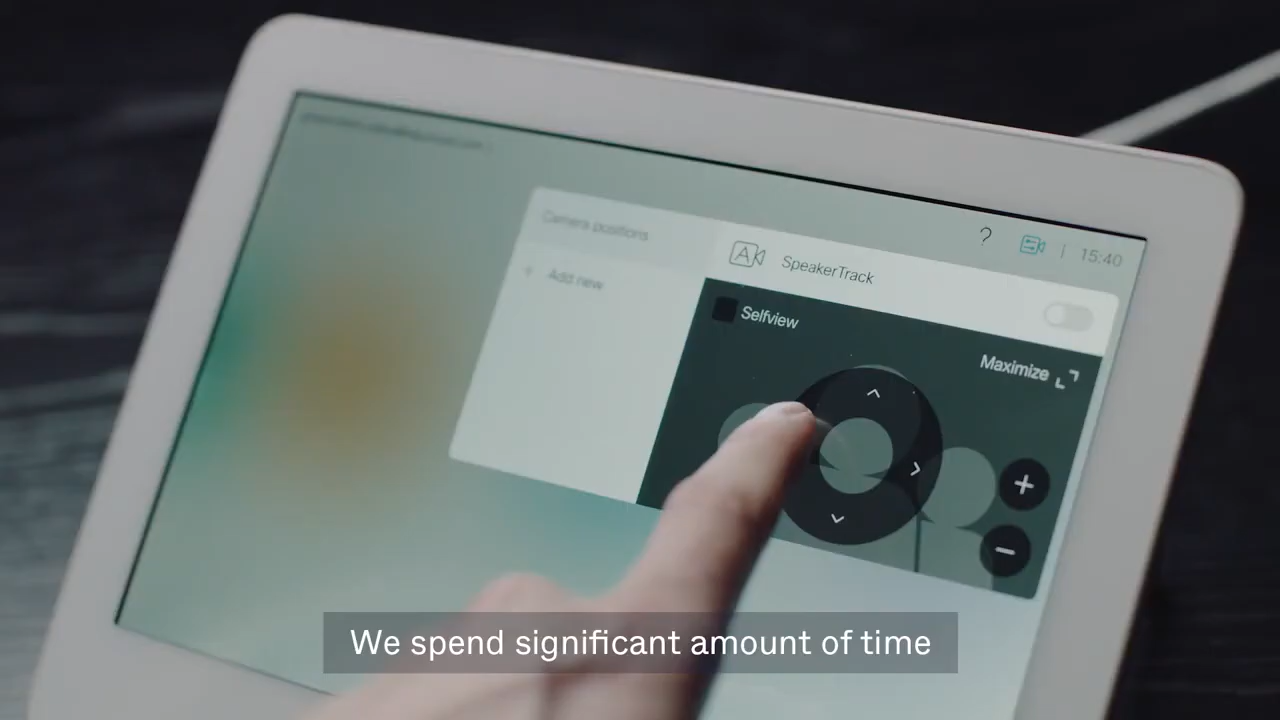 ? | 15:40
Camera positions
SpeakerTrack
+ Add new
Selfview
Maximize
+
−
We spend significant amount of time